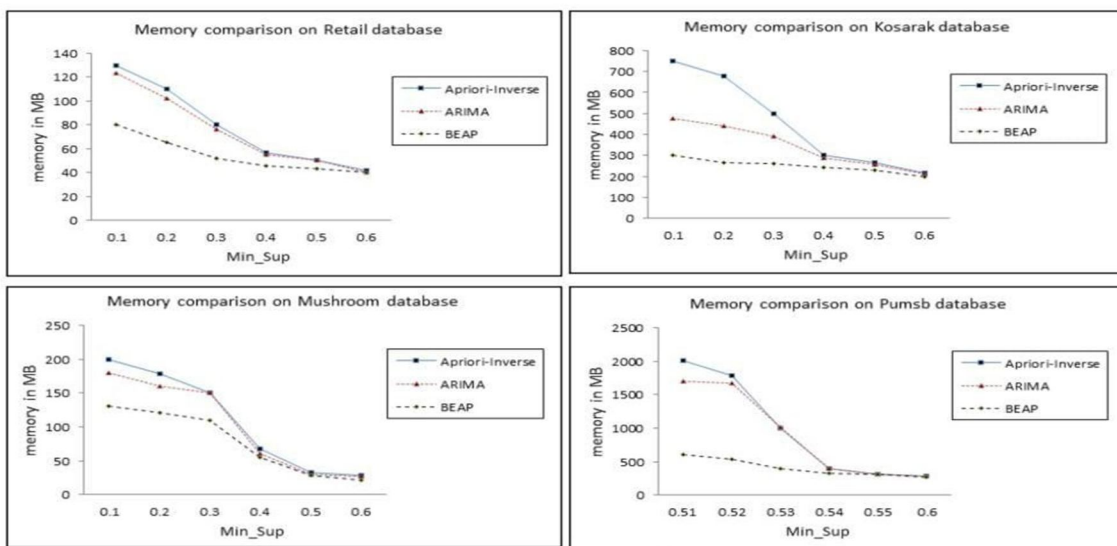 Memory comparison on Retail database
140
120
100
80
60
40
20
0
memory in MB
0.1 0.2 0.3 0.4 0.5 0.6
Min_Sup
Apriori-Inverse
ARIMA
BEAP
Memory comparison on Kosarak database
800
700
600
500
400
300
200
100
0
memory in MB
0.1 0.2 0.3 0.4 0.5 0.6
Min_Sup
Apriori-Inverse
ARIMA
BEAP
Memory comparison on Mushroom database
250
200
150
100
50
0
memory in MB
0.1 0.2 0.3 0.4 0.5 0.6
Min_Sup
Apriori-Inverse
ARIMA
BEAP
Memory comparison on Pumsb database
2500
2000
1500
1000
500
0
memory in MB
0.51 0.52 0.53 0.54 0.55 0.6
Min_Sup
Apriori-Inverse
ARIMA
BEAP